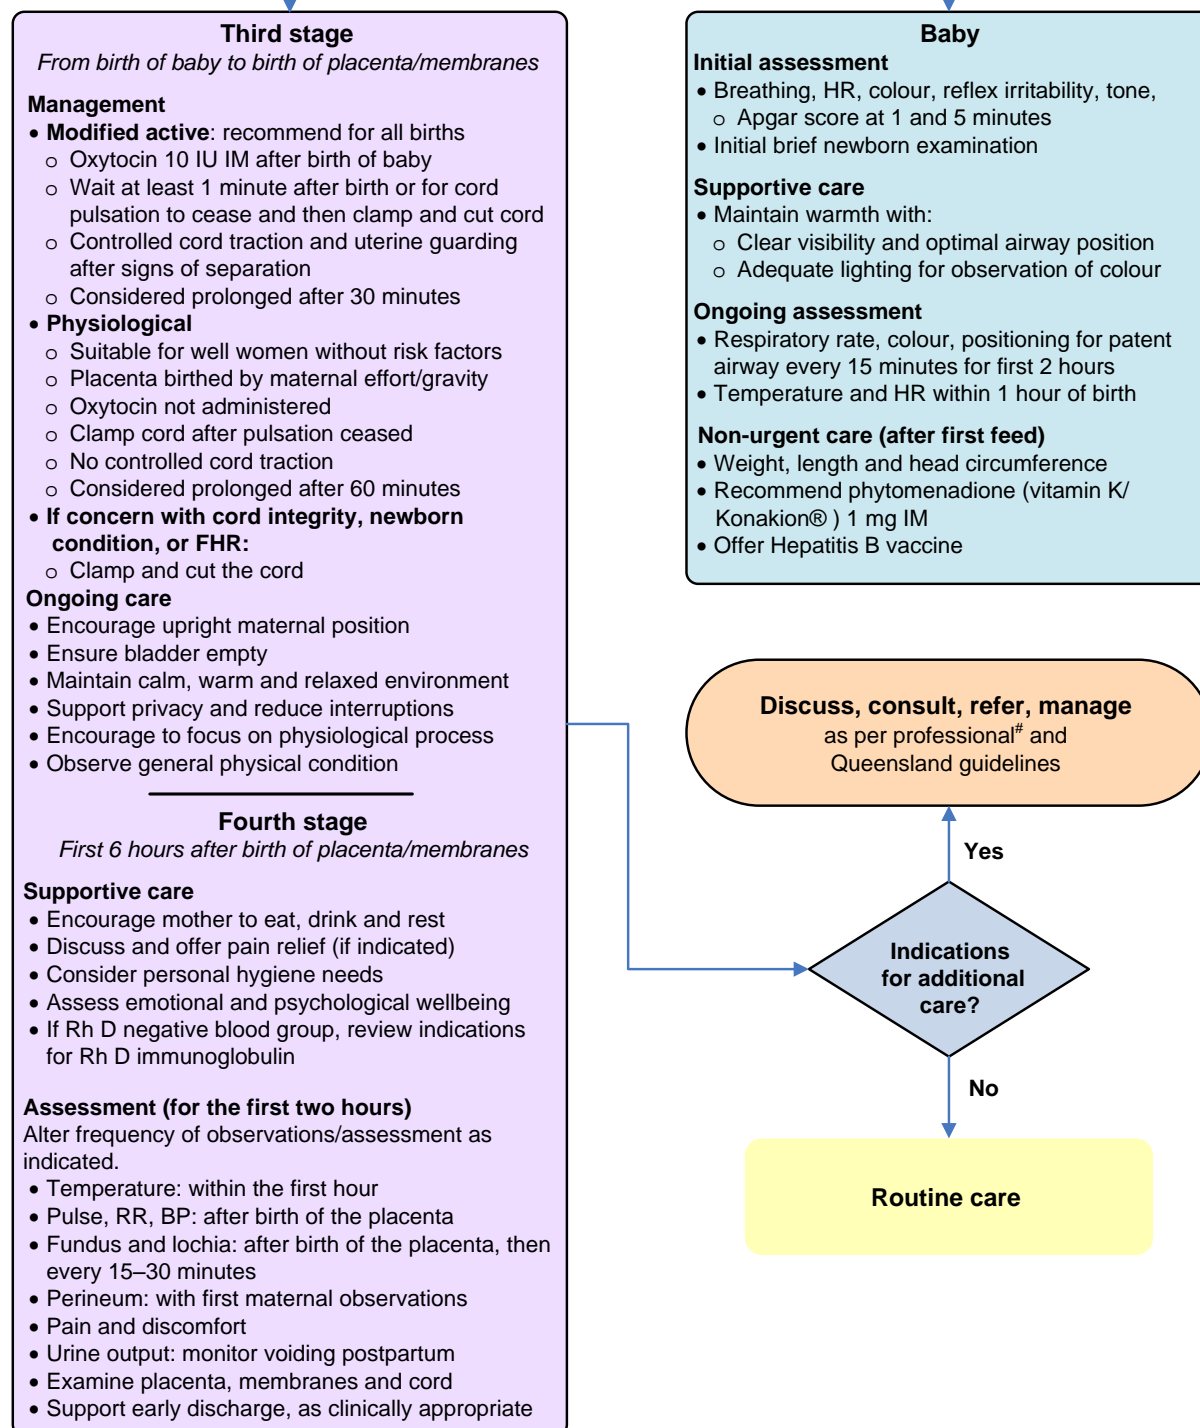 Third stage
From birth of baby to birth of placenta/membranes
Management
• Modified active: recommend for all births
o Oxytocin 10 IU IM after birth of baby
o Wait at least 1 minute after birth or for cord
pulsation to cease and then clamp and cut cord
o Controlled cord traction and uterine guarding
after signs of separation
o Considered prolonged after 30 minutes
• Physiological
o Suitable for well women without risk factors
o Placenta birthed by maternal effort/gravity
o Oxytocin not administered
o Clamp cord after pulsation ceased
o No controlled cord traction
o Considered prolonged after 60 minutes
• If concern with cord integrity, newborn
condition, or FHR:
o Clamp and cut the cord
Ongoing care
• Encourage upright maternal position
• Ensure bladder empty
• Maintain calm, warm and relaxed environment
• Support privacy and reduce interruptions
• Encourage to focus on physiological process
• Observe general physical condition
Fourth stage
First 6 hours after birth of placenta/membranes
Supportive care
• Encourage mother to eat, drink and rest
• Discuss and offer pain relief (if indicated)
• Consider personal hygiene needs
• Assess emotional and psychological wellbeing
• If Rh D negative blood group, review indications
for Rh D immunoglobulin
Assessment (for the first two hours)
Alter frequency of observations/assessment as
indicated.
• Temperature: within the first hour
• Pulse, RR, BP: after birth of the placenta
• Fundus and lochia: after birth of the placenta, then
every 15–30 minutes
• Perineum: with first maternal observations
• Pain and discomfort
• Urine output: monitor voiding postpartum
• Examine placenta, membranes and cord
• Support early discharge, as clinically appropriate
Baby
Initial assessment
• Breathing, HR, colour, reflex irritability, tone,
o Apgar score at 1 and 5 minutes
• Initial brief newborn examination
Supportive care
• Maintain warmth with:
o Clear visibility and optimal airway position
o Adequate lighting for observation of colour
Ongoing assessment
• Respiratory rate, colour, positioning for patent
airway every 15 minutes for first 2 hours
• Temperature and HR within 1 hour of birth
Non-urgent care (after first feed)
• Weight, length and head circumference
• Recommend phytomenadione (vitamin K/
Konakion® ) 1 mg IM
• Offer Hepatitis B vaccine
Discuss, consult, refer, manage
as per professional# and
Queensland guidelines
Yes
Indications
for additional
care?
No
Routine care